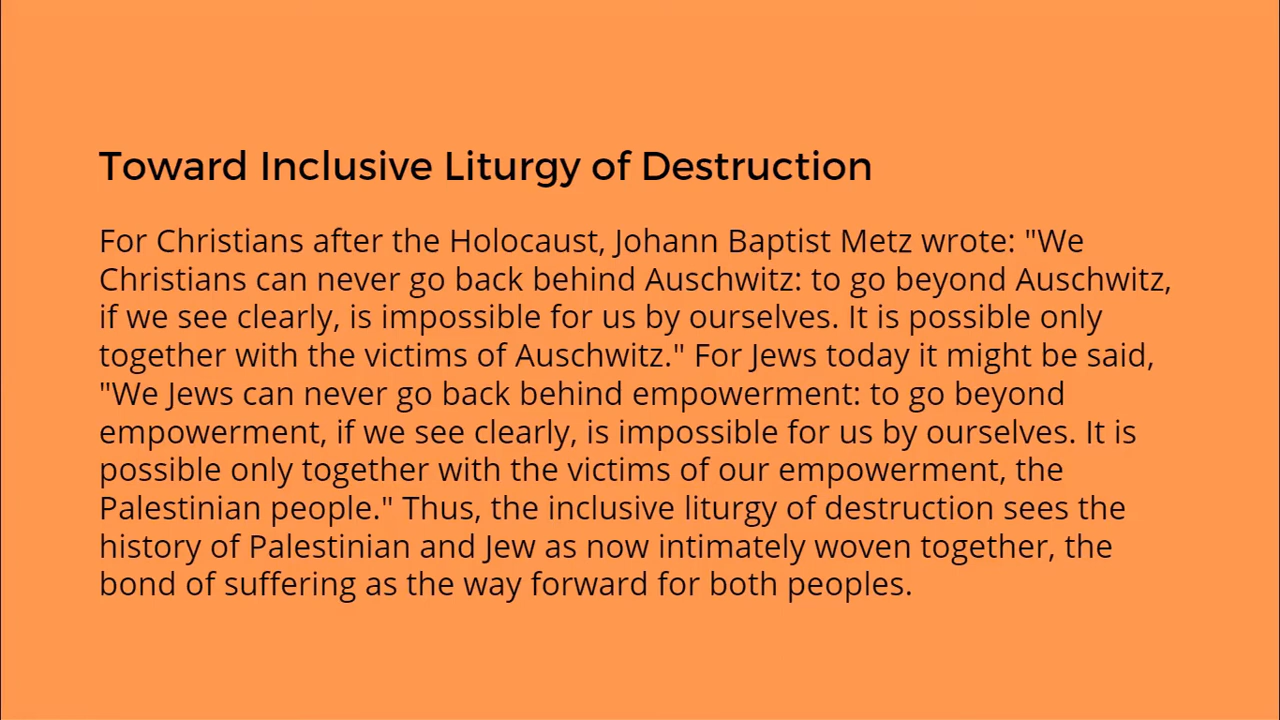 Toward Inclusive Liturgy of Destruction
For Christians after the Holocaust, Johann Baptist Metz wrote: "We
Christians can never go back behind Auschwitz: to go beyond Auschwitz,
if we see clearly, is impossible for us by ourselves. It is possible only
together with the victims of Auschwitz." For Jews today it might be said,
"We Jews can never go back behind empowerment: to go beyond
empowerment, if we see clearly, is impossible for us by ourselves. It is
possible only together with the victims of our empowerment, the
Palestinian people." Thus, the inclusive liturgy of destruction sees the
history of Palestinian and Jew as now intimately woven together, the
bond of suffering as the way forward for both peoples.